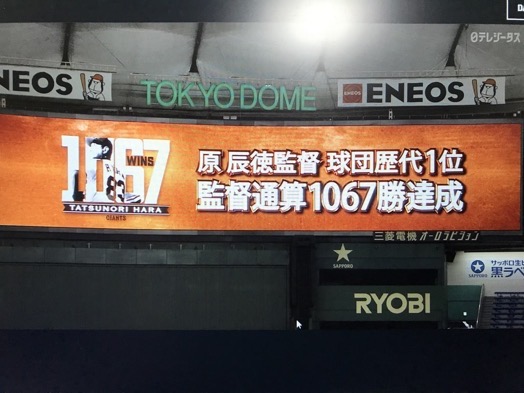 日テレジータス
ENEOS
TOKYO DOME
ENEOS
1067
WINS
TATSUNORI HARA
GIANTS
原 辰徳監督 球団歴代1位
監督通算1067勝達成
三菱電機 オーロラビジョン
SAPPORO
RYOBI
サッポロ生ビ
黒ラベ
SAPPORO